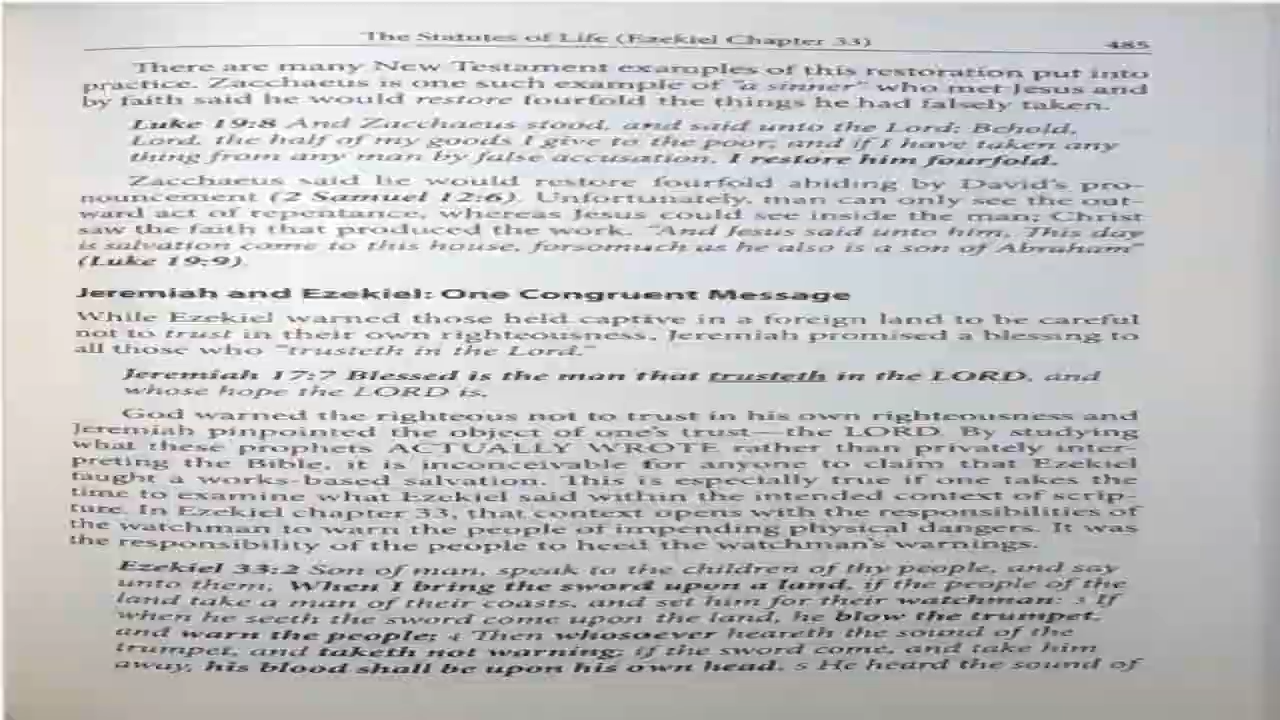 The Statutes of Life (Ezekiel Chapter 33) 485
There are many New Testament examples of this restoration put into
practice. Zacchaeus is one such example of "a sinner" who met Jesus and
by faith said he would restore fourfold the things he had falsely taken.
Luke 19:8 And Zacchaeus stood, and said unto the Lord; Behold,
Lord, the half of my goods I give to the poor; and if I have taken any
thing from any man by false accusation, I restore him fourfold.
Zacchaeus said he would restore fourfold abiding by David's pro-
nouncement (2 Samuel 12:6). Unfortunately, man can only see the out-
ward act of repentance, whereas Jesus could see inside the man; Christ
saw the faith that produced the work. "And Jesus said unto him, This day
is salvation come to this house, forsomuch as he also is a son of Abraham"
(Luke 19:9).
Jeremiah and Ezekiel: One Congruent Message
While Ezekiel warned those held captive in a foreign land to be careful
not to trust in their own righteousness, Jeremiah promised a blessing to
all those who "trusteth in the Lord."
Jeremiah 17:7 Blessed is the man that trusteth in the LORD, and
whose hope the LORD is.
God warned the righteous not to trust in his own righteousness and
Jeremiah pinpointed the object of one's trust—the LORD. By studying
what these prophets ACTUALLY WROTE rather than privately inter-
preting the Bible, it is inconceivable for anyone to claim that Ezekiel
taught a works-based salvation. This is especially true if one takes the
time to examine what Ezekiel said within the intended context of scrip-
ture. In Ezekiel chapter 33, that context opens with the responsibilities of
the watchman to warn the people of impending physical dangers. It was
the responsibility of the people to heed the watchman's warnings.
Ezekiel 33:2 Son of man, speak to the children of thy people, and say
unto them, When I bring the sword upon a land, if the people of the
land take a man of their coasts, and set him for their watchman: 3 If
when he seeth the sword come upon the land, he blow the trumpet,
and warn the people; 4 Then whosoever heareth the sound of the
trumpet, and taketh not warning; if the sword come, and take him
away, his blood shall be upon his own head. 5 He heard the sound of